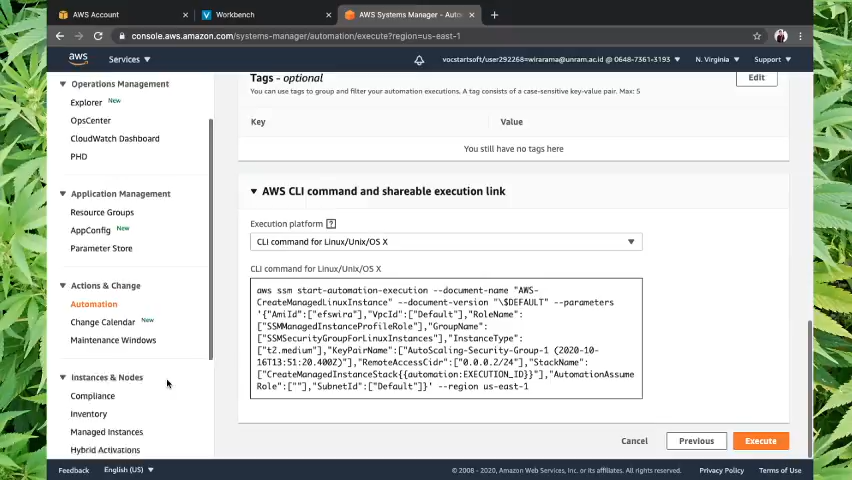 AWS Account
Workbench
AWS Systems Manager - Auto
console.aws.amazon.com/systems-manager/automation/execute?region=us-east-1
aws
Services
vocstartsoft/user292268=wirarama@unram.ac.id @ 0648-7361-3193
N. Virginia
Support
Operations Management
Explorer New
OpsCenter
CloudWatch Dashboard
PHD
Application Management
Resource Groups
AppConfig New
Parameter Store
Actions & Change
Automation
Change Calendar New
Maintenance Windows
Instances & Nodes
Compliance
Inventory
Managed Instances
Hybrid Activations
Tags - optional
Edit
You can use tags to group and filter your automation executions. A tag consists of a case-sensitive key-value pair. Max: 5
Key Value
You still have no tags here
AWS CLI command and shareable execution link
Execution platform ?
CLI command for Linux/Unix/OS X
CLI command for Linux/Unix/OS X
aws ssm start-automation-execution --document-name "AWS-
CreateManagedLinuxInstance" --document-version "\$DEFAULT" --parameters
'{"AmiId":["efswira"],"VpcId":["Default"],"RoleName":
["SSMManagedInstanceProfileRole"],"GroupName":
["SSMSecurityGroupForLinuxInstances"],"InstanceType":
["t2.medium"],"KeyPairName":["AutoScaling-Security-Group-1 (2020-10-
16T13:51:20.400Z)"],"RemoteAccessCidr":["0.0.0.2/24"],"StackName":
["CreateManagedInstanceStack{{automation:EXECUTION_ID}}"],"AutomationAssume
Role":[""],"SubnetId":["Default"]}' --region us-east-1
Cancel
Previous
Execute
Feedback
English (US)
© 2008 - 2020, Amazon Web Services, Inc. or its affiliates. All rights reserved.
Privacy Policy
Terms of Use